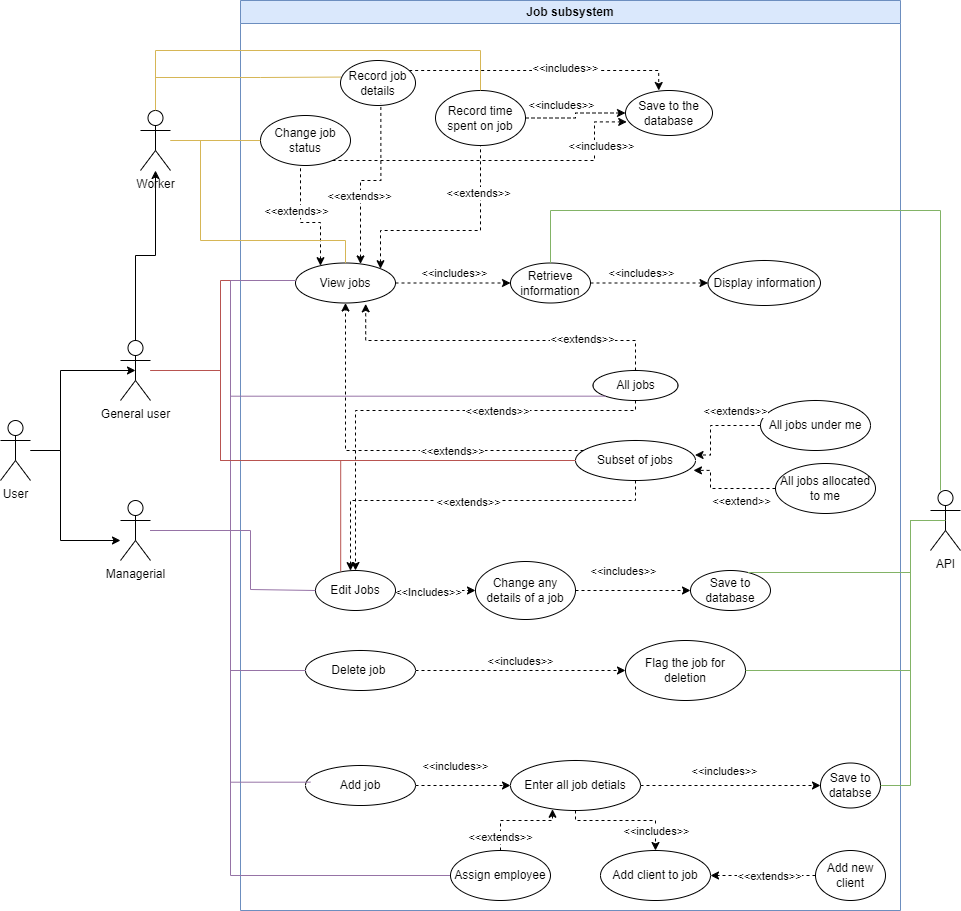 Job subsystem
Record job
details
<<includes>>
Record time
spent on job
<<includes>>
Save to the
database
Change job
status
<<includes>>
Worker
<<extends>>
<<extends>>
<<extends>>
View jobs
<<includes>>
Retrieve
information
<<includes>>
Display information
<<extends>>
All jobs
General user
<<extends>>
<<extends>>
All jobs under me
<<extends>>
Subset of jobs
All jobs allocated
to me
User
<<extends>>
<<extend>>
Managerial
API
Edit Jobs
<<Includes>>
Change any
details of a job
<<includes>>
Save to
database
Delete job
<<includes>>
Flag the job for
deletion
Add job
<<includes>>
Enter all job detials
<<includes>>
Save to
databse
<<extends>>
<<includes>>
Assign employee
Add client to job
<<extends>>
Add new
client